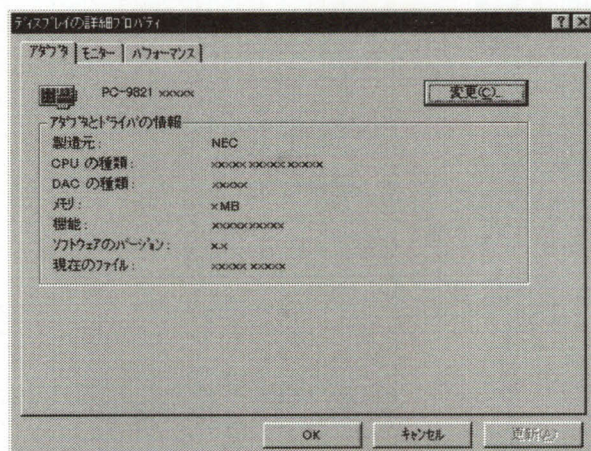 ディスプレイの詳細プロパティ
アダプタ モニター パフォーマンス
PC-9821 xxxxx 変更(C)...
アダプタとドライバの情報
製造元: NEC
CPU の種類: xxxxx xxxxx xxxxx
DAC の種類: xxxxx
メモリ: xMB
機能: xxxxxxxxxx
ソフトウェアのバージョン: x.x
現在のファイル: xxxxx xxxxx
OK キャンセル 更新(A)